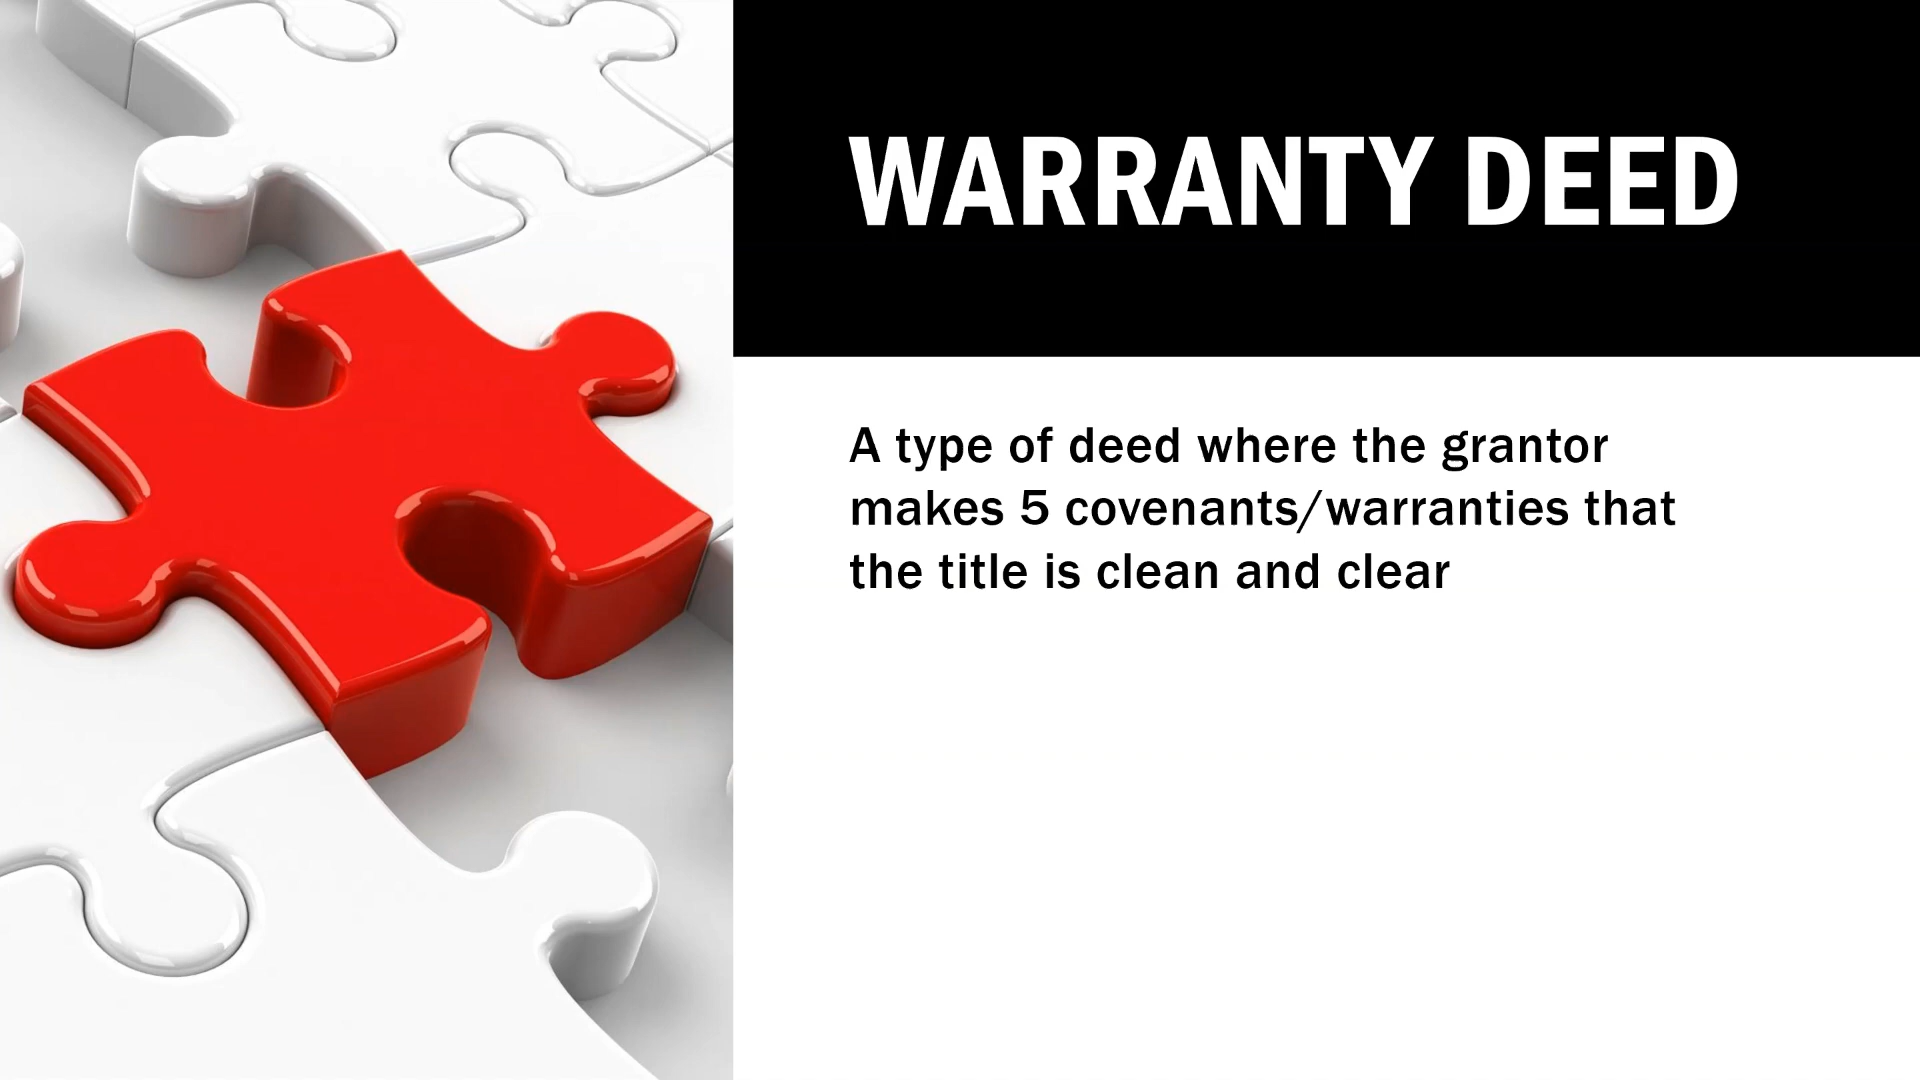 WARRANTY DEED
A type of deed where the grantor
makes 5 covenants/warranties that
the title is clean and clear